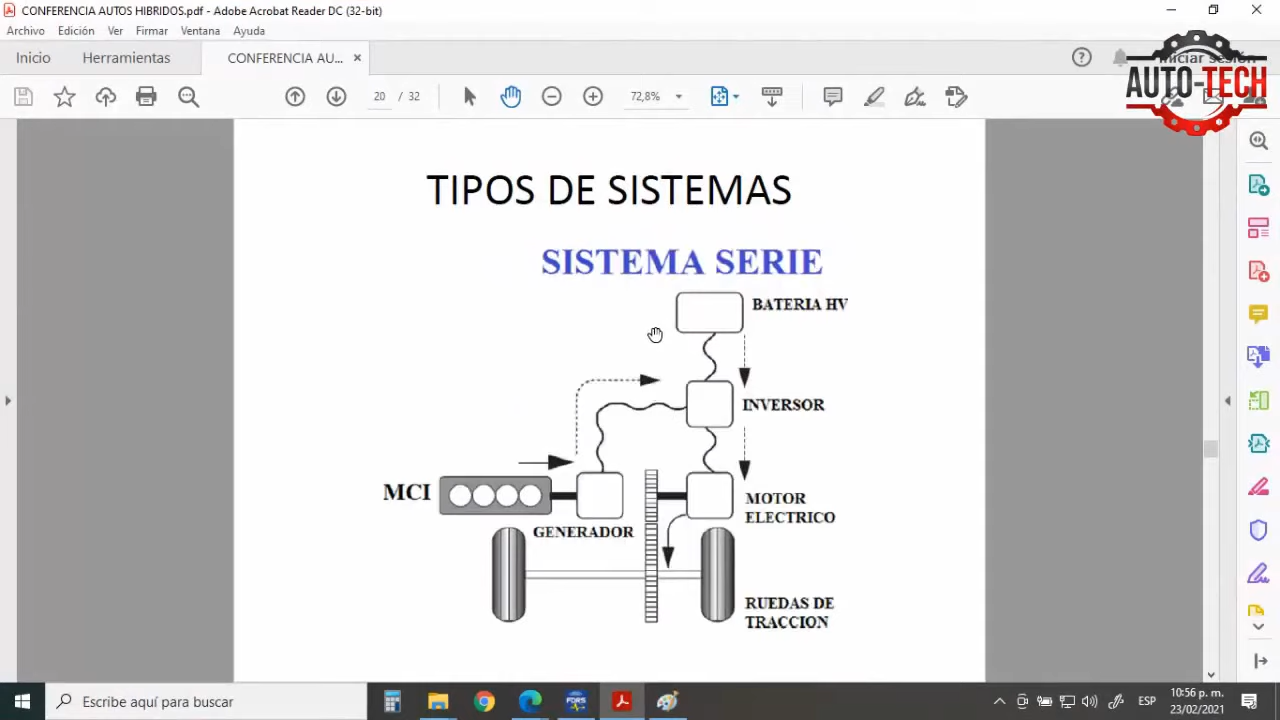 CONFERENCIA AUTOS HIBRIDOS.pdf - Adobe Acrobat Reader DC (32-bit)
Archivo Edición Ver Firmar Ventana Ayuda
Inicio Herramientas CONFERENCIA AU... ×
AUTO-TECH
20 / 32 72,8%
TIPOS DE SISTEMAS
SISTEMA SERIE
BATERIA HV
INVERSOR
MCI
GENERADOR
MOTOR
ELECTRICO
RUEDAS DE
TRACCION
Escribe aquí para buscar
FDRS
ESP
10:56 p. m.
23/02/2021